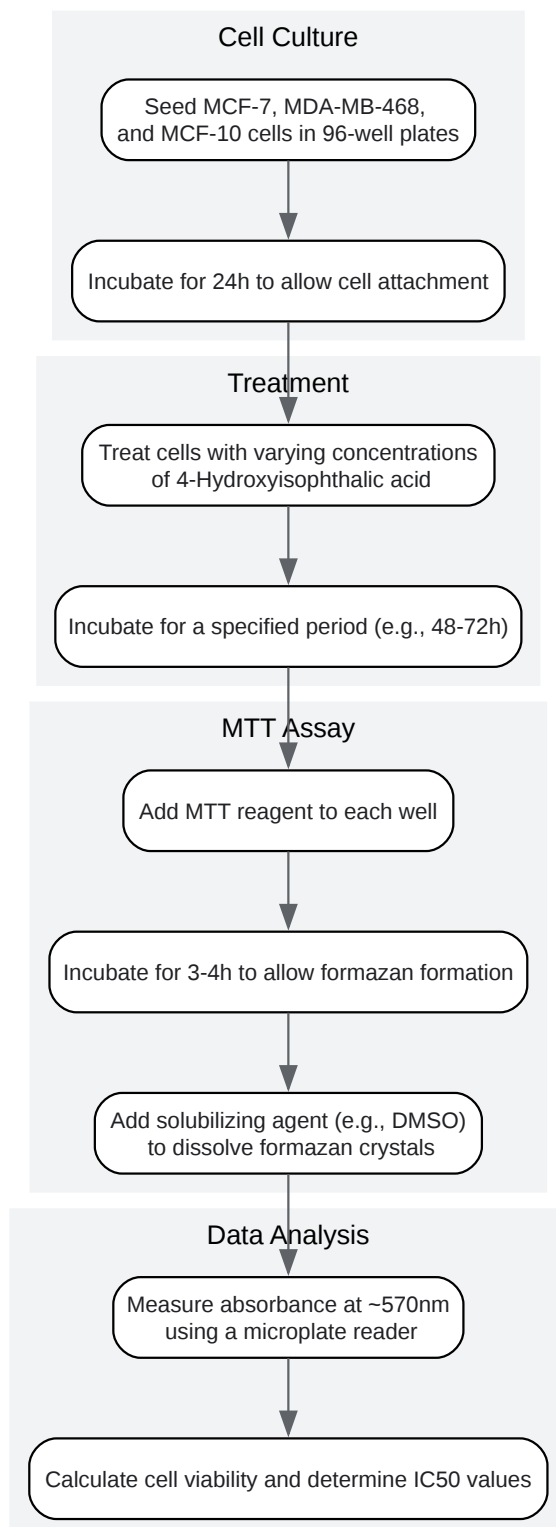 Cell Culture
Seed MCF-7, MDA-MB-468,
and MCF-10 cells in 96-well plates
Incubate for 24h to allow cell attachment
Treatment
Treat cells with varying concentrations
of 4-Hydroxyisophthalic acid
Incubate for a specified period (e.g., 48-72h)
MTT Assay
Add MTT reagent to each well
Incubate for 3-4h to allow formazan formation
Add solubilizing agent (e.g., DMSO)
to dissolve formazan crystals
Data Analysis
Measure absorbance at ~570nm
using a microplate reader
Calculate cell viability and determine IC50 values